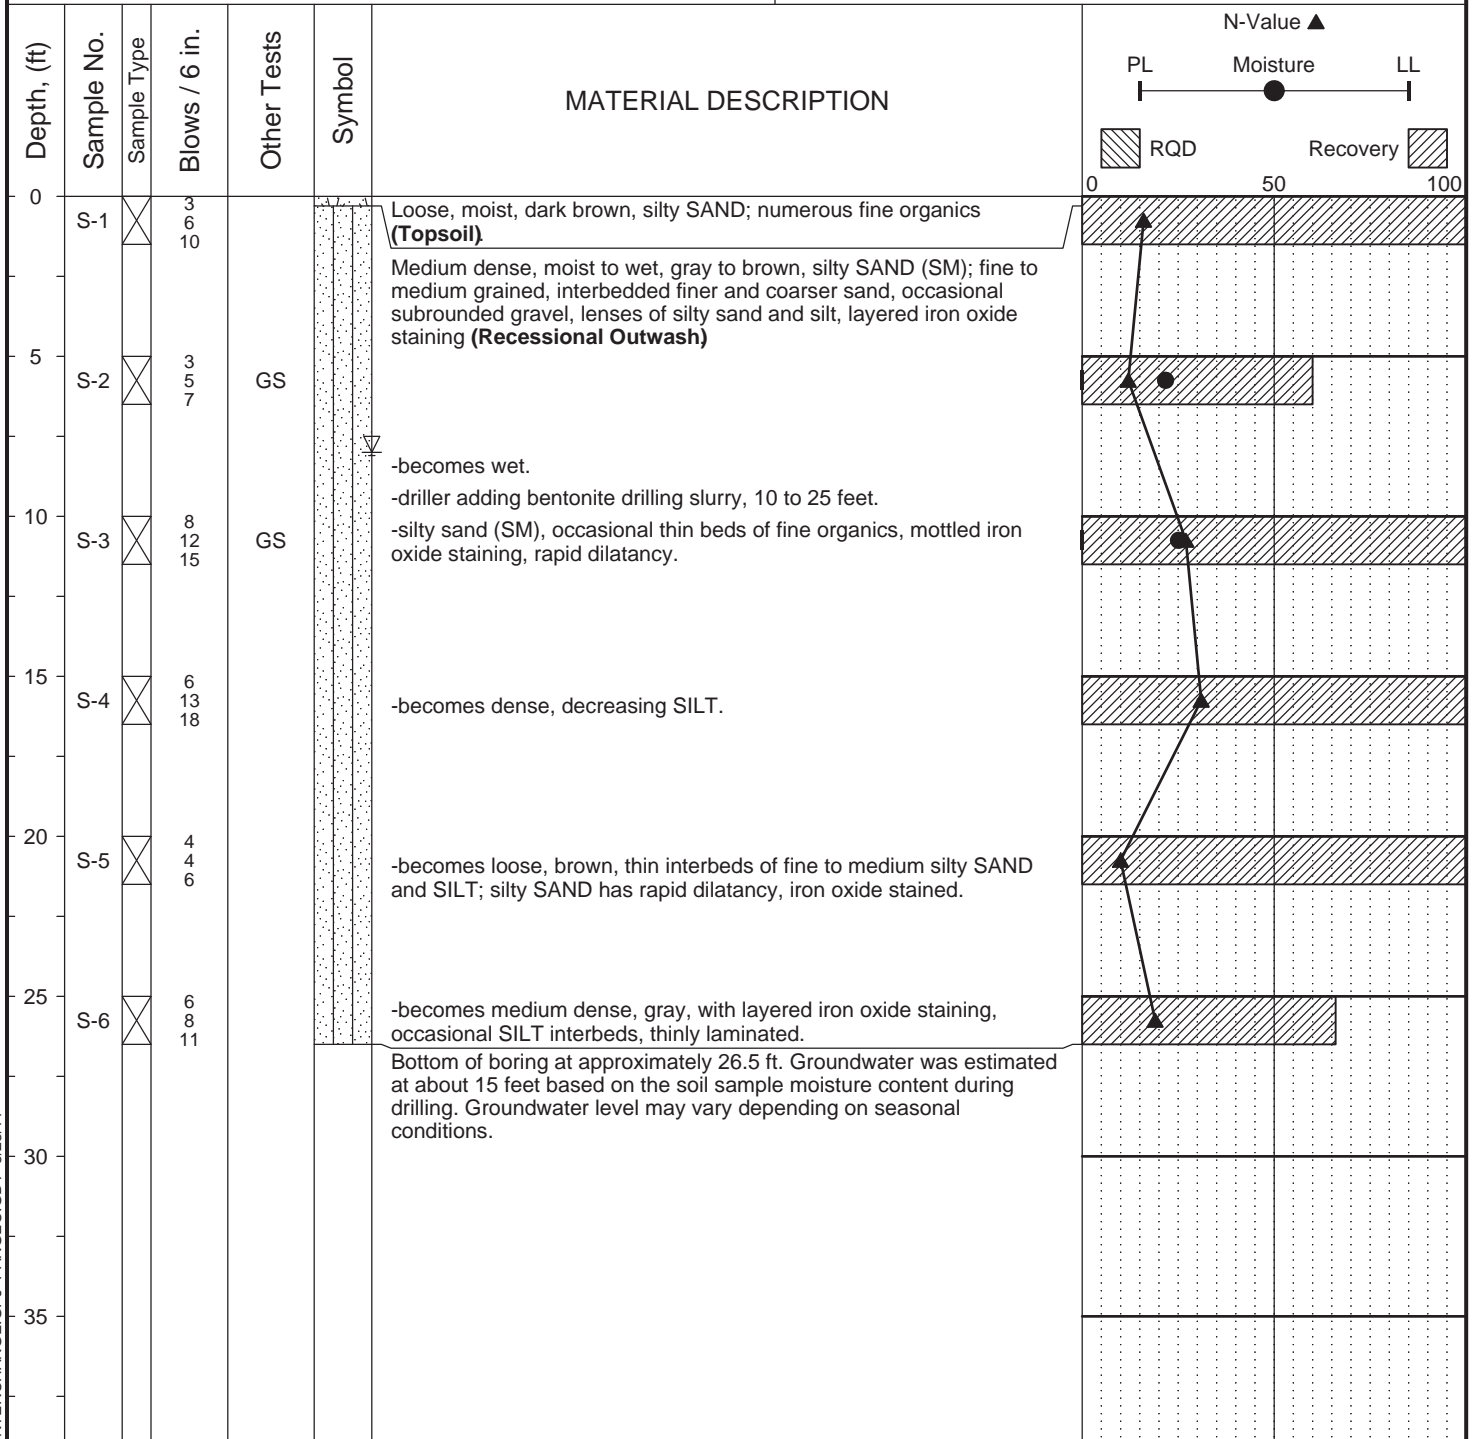 Depth, (ft)
Sample No.
Sample Type
Blows / 6 in.
Other Tests
Symbol
MATERIAL DESCRIPTION
N-Value
PL Moisture LL
RQD Recovery
0 50 100
0
S-1
3
6
10
Loose, moist, dark brown, silty SAND; numerous fine organics
(Topsoil).
Medium dense, moist to wet, gray to brown, silty SAND (SM); fine to
medium grained, interbedded finer and coarser sand, occasional
subrounded gravel, lenses of silty sand and silt, layered iron oxide
staining (Recessional Outwash)
5
S-2
3
5
7
GS
-becomes wet.
-driller adding bentonite drilling slurry, 10 to 25 feet.
10
S-3
8
12
15
GS
-silty sand (SM), occasional thin beds of fine organics, mottled iron
oxide staining, rapid dilatancy.
15
S-4
6
13
18
-becomes dense, decreasing SILT.
20
S-5
4
4
6
-becomes loose, brown, thin interbeds of fine to medium silty SAND
and SILT; silty SAND has rapid dilatancy, iron oxide stained.
25
S-6
6
8
11
-becomes medium dense, gray, with layered iron oxide staining,
occasional SILT interbeds, thinly laminated.
Bottom of boring at approximately 26.5 ft. Groundwater was estimated
at about 15 feet based on the soil sample moisture content during
drilling. Groundwater level may vary depending on seasonal
conditions.
30
35